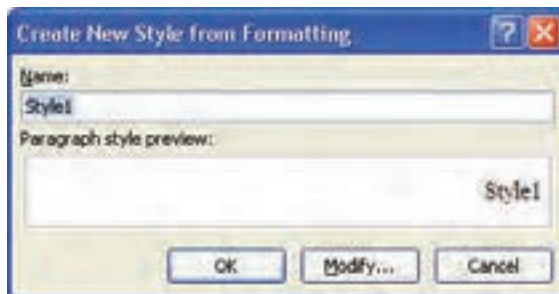 Create New Style from Formatting
Name:
Style1
Paragraph style preview:
Style1
OK Modify... Cancel